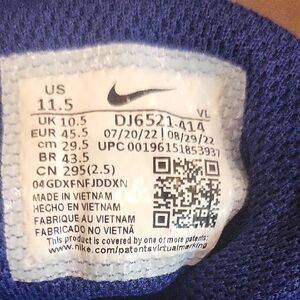 US
11.5
VL
UK 10.5 DJ6521-414
EUR 45.5 07/20/22 08/29/22
cm 29.5 UPC 00196151853937
BR 43.5
CN 295(2.5)
04GDXFNFJDDXN
MADE IN VIETNAM
HECHO EN VIETNAM
FABRIQUE AU VIETNAM
FABRICADO NO VIETNÃ
This product is covered by one or more patents:
www.nike.com/patentsvirtualmarking